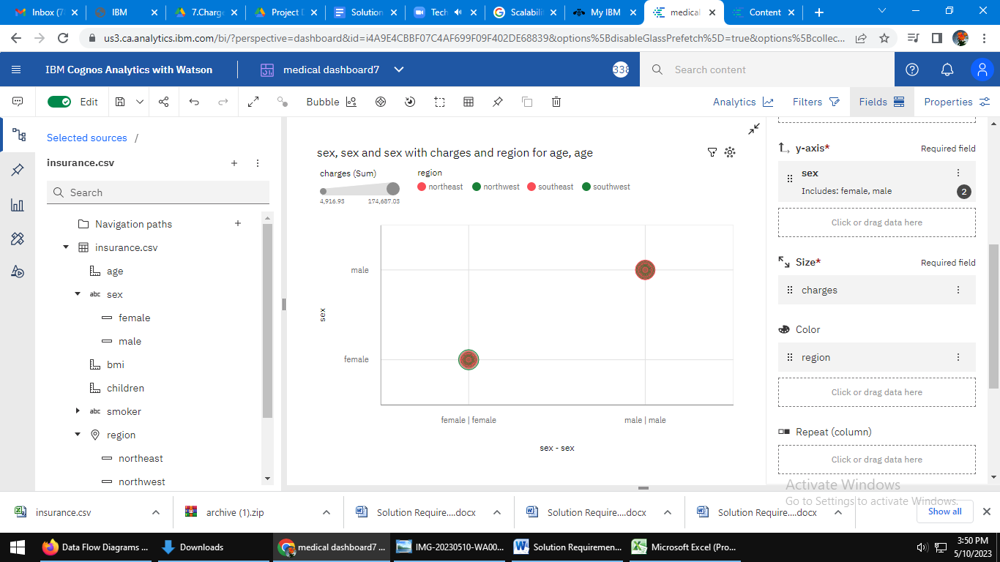 Inbox (7
IBM
7.Charge
Project D
Solution
Tech
Scalabili
My IBM
medical
Content
us3.ca.analytics.ibm.com/bi/?perspective=dashboard&id=i4A9E4CBBF07C4AF699F09F402DE68839&options%5BdisableGlassPrefetch%5D=true&options%5Bcollec...
IBM Cognos Analytics with Watson
medical dashboard7
336
Search content
Edit
Bubble
Analytics
Filters
Fields
Properties
Selected sources /
insurance.csv
Search
Navigation paths
insurance.csv
age
abc sex
female
male
bmi
children
abc smoker
region
northeast
northwest
sex, sex and sex with charges and region for age, age
charges (Sum)
4,916.93 174,687.03
region
northeast northwest southeast southwest
male
female
sex
female | female male | male
sex - sex
y-axis* Required field
sex
Includes: female, male 2
Click or drag data here
Size* Required field
charges
Color
region
Click or drag data here
Repeat (column)
Click or drag data here
Activate Windows
Go to Settings to activate Windows.
insurance.csv
archive (1).zip
Solution Require....docx
Solution Require....docx
Solution Require....docx
Show all
Data Flow Diagrams ...
Downloads
medical dashboard7 ...
IMG-20230510-WA00...
Solution Requiremen...
Microsoft Excel (Pro...
3:50 PM
5/10/2023